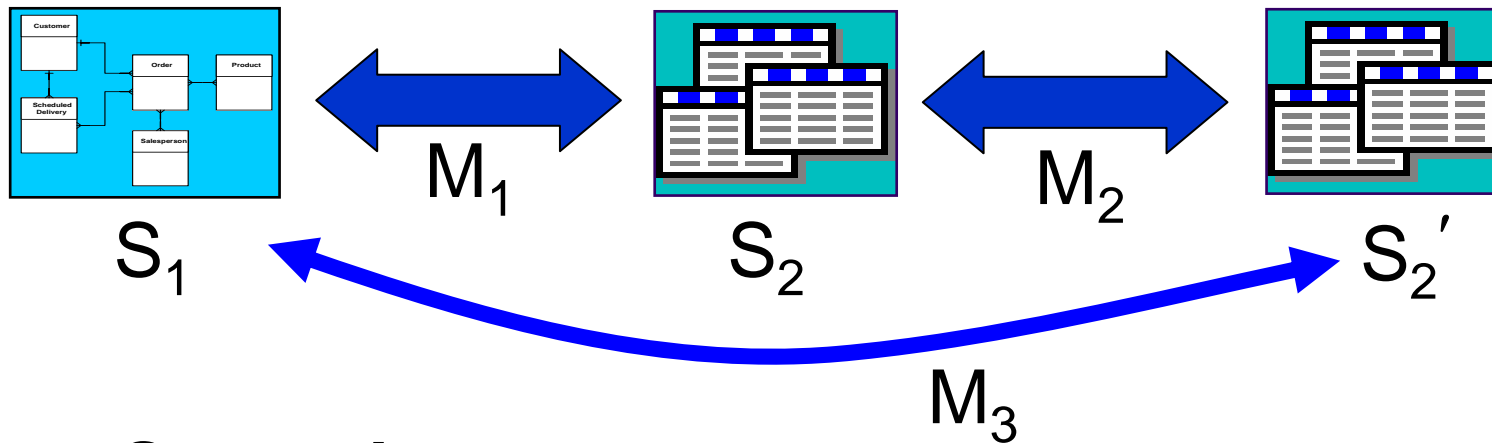 Customer
Order
Product
Scheduled
Delivery
Salesperson
M₁
M₂
S₁
S₂
S₂′
M₃